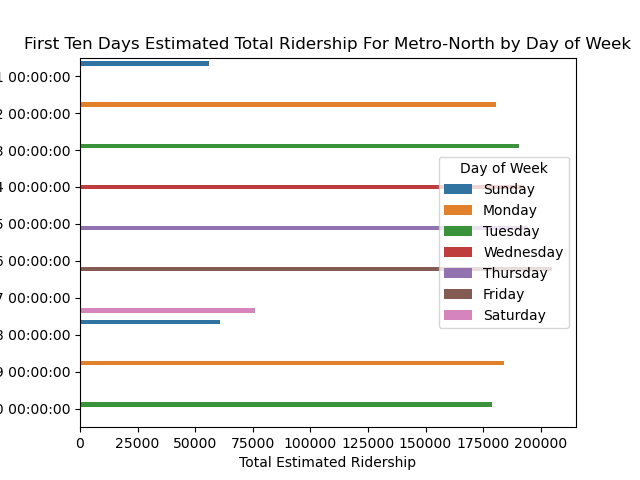 First Ten Days Estimated Total Ridership For Metro-North by Day of Week
1 00:00:00
2 00:00:00
3 00:00:00
4 00:00:00
5 00:00:00
6 00:00:00
7 00:00:00
8 00:00:00
9 00:00:00
0 00:00:00
Day of Week
Sunday
Monday
Tuesday
Wednesday
Thursday
Friday
Saturday
0 25000 50000 75000 100000 125000 150000 175000 200000
Total Estimated Ridership